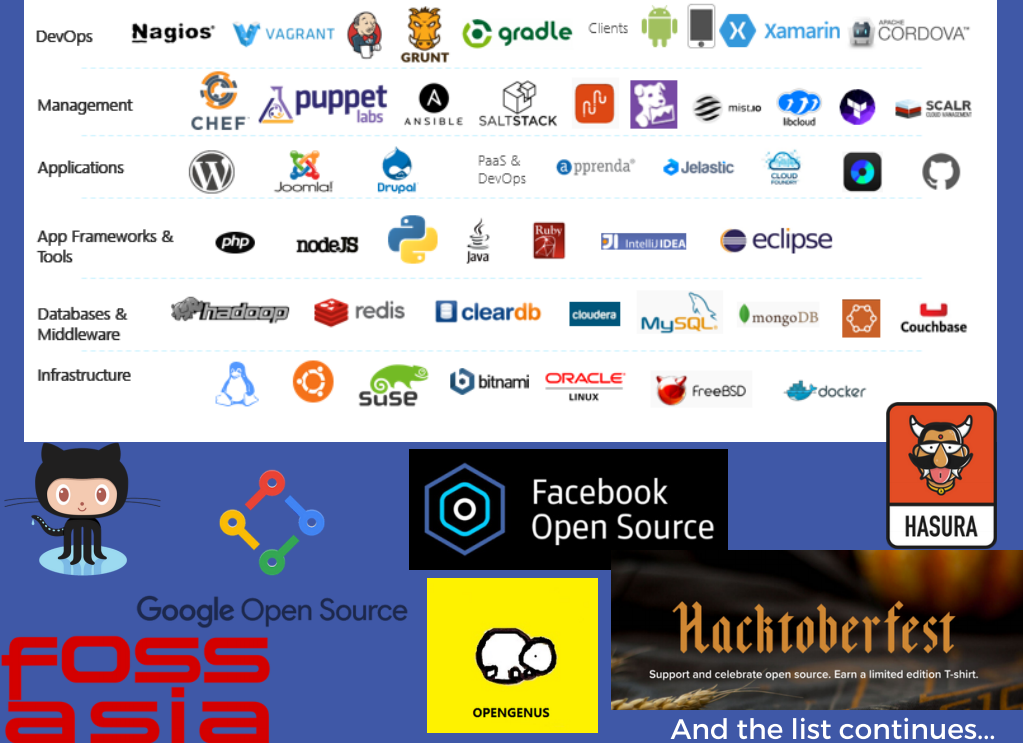 DevOps
Nagios®
VAGRANT
GRUNT
gradle
Clients
Xamarin
APACHE
CORDOVA™
Management
CHEF
puppet
labs
A
ANSIBLE
SALTSTACK
mist.io
libcloud
SCALR
CLOUD MANAGEMENT
Applications
W
Joomla!
Drupal
PaaS &
DevOps
apprenda®
Jelastic
CLOUD
FOUNDRY
App Frameworks &
Tools
php
nodeJS
Java
Ruby
IntelliJ IDEA
eclipse
Databases &
Middleware
hadoop
redis
cleardb
cloudera
MySQL
mongoDB
Couchbase
Infrastructure
SUSE
bitnami
ORACLE®
LINUX
FreeBSD
docker
HASURA
Facebook
Open Source
Google Open Source
Hacktoberfest
Support and celebrate open source. Earn a limited edition T-shirt.
foss
asia
OPENGENUS
And the list continues...